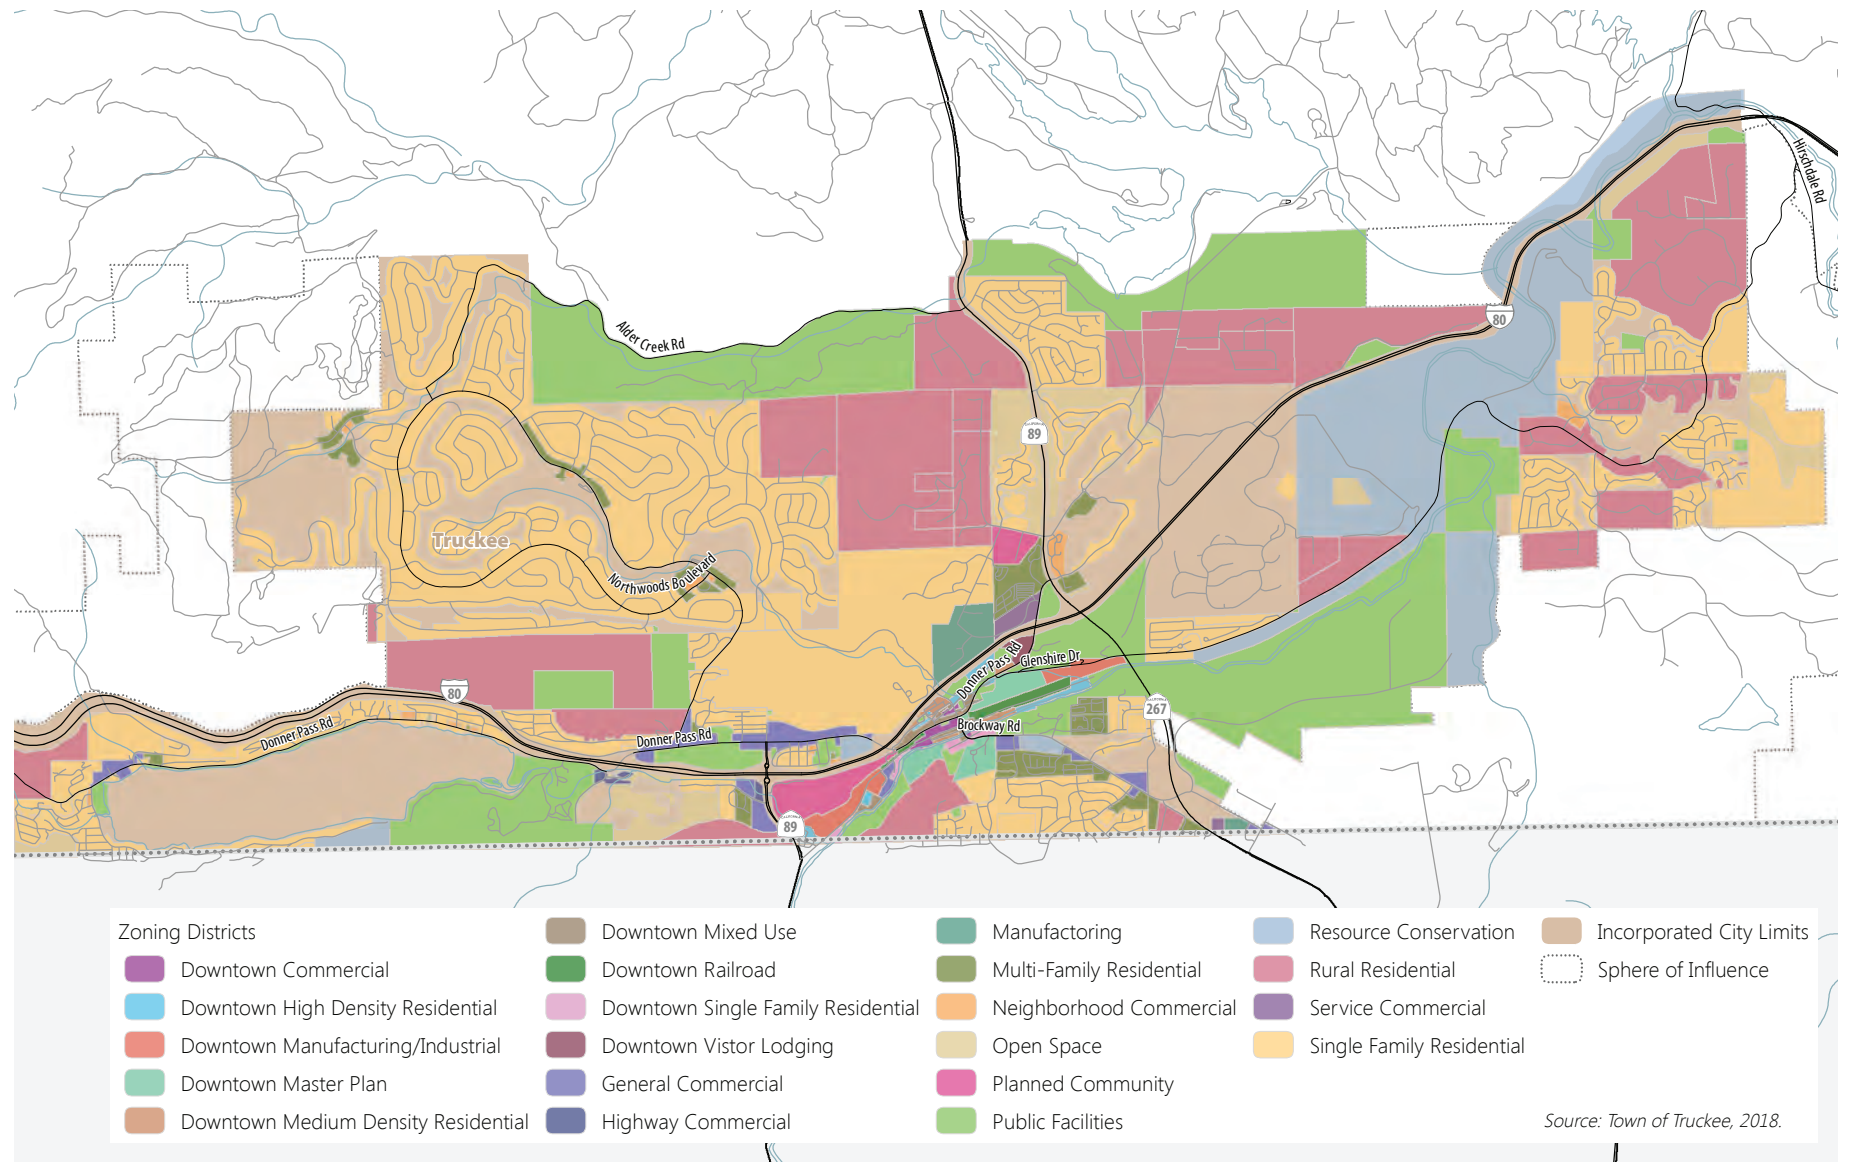 Hirschdale Rd
80
Alder Creek Rd
CALIFORNIA
89
Truckee
Northwoods Boulevard
Donner Pass Rd
Glenshire Dr
80
267
Brockway Rd
Donner Pass Rd
Donner Pass Rd
89
Zoning Districts
Downtown Commercial
Downtown High Density Residential
Downtown Manufacturing/Industrial
Downtown Master Plan
Downtown Medium Density Residential
Downtown Mixed Use
Downtown Railroad
Downtown Single Family Residential
Downtown Vistor Lodging
General Commercial
Highway Commercial
Manufactoring
Multi-Family Residential
Neighborhood Commercial
Open Space
Planned Community
Public Facilities
Resource Conservation
Rural Residential
Service Commercial
Single Family Residential
Incorporated City Limits
Sphere of Influence
Source: Town of Truckee, 2018.